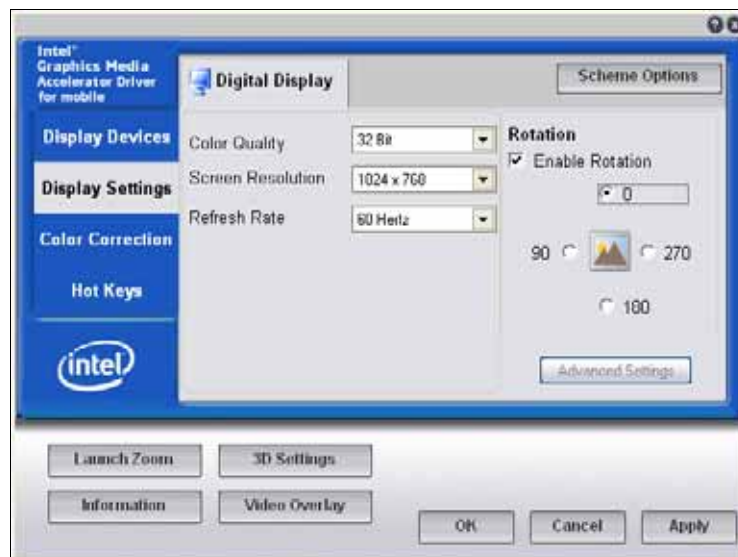 Intel®
Graphics Media
Accelerator Driver
for mobile
Display Devices
Display Settings
Color Correction
Hot Keys
intel
Digital Display
Scheme Options
Color Quality
32 Bit
Screen Resolution
1024 x 768
Refresh Rate
60 Hertz
Rotation
Enable Rotation
0
90
270
180
Advanced Settings
Launch Zoom
3D Settings
Information
Video Overlay
OK
Cancel
Apply